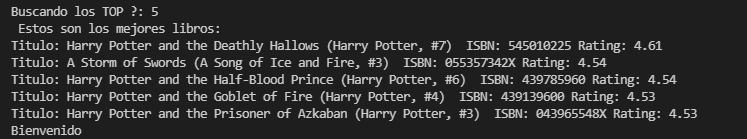 Buscando los TOP ?: 5
Estos son los mejores libros:
Titulo: Harry Potter and the Deathly Hallows (Harry Potter, #7)  ISBN: 545010225 Rating: 4.61
Titulo: A Storm of Swords (A Song of Ice and Fire, #3)  ISBN: 055357342X Rating: 4.54
Titulo: Harry Potter and the Half-Blood Prince (Harry Potter, #6)  ISBN: 439785960 Rating: 4.54
Titulo: Harry Potter and the Goblet of Fire (Harry Potter, #4)  ISBN: 439139600 Rating: 4.53
Titulo: Harry Potter and the Prisoner of Azkaban (Harry Potter, #3)  ISBN: 043965548X Rating: 4.53
Bienvenido